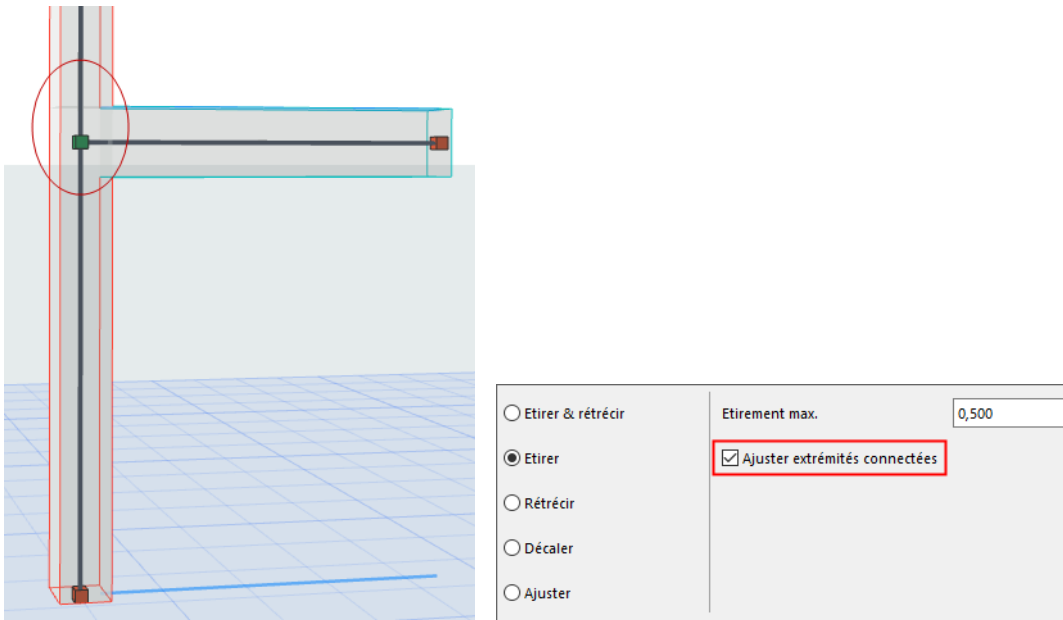 Etirer & rétrécir
Etirement max.
0,500
Etirer
Ajuster extrémités connectées
Rétrécir
Décaler
Ajuster